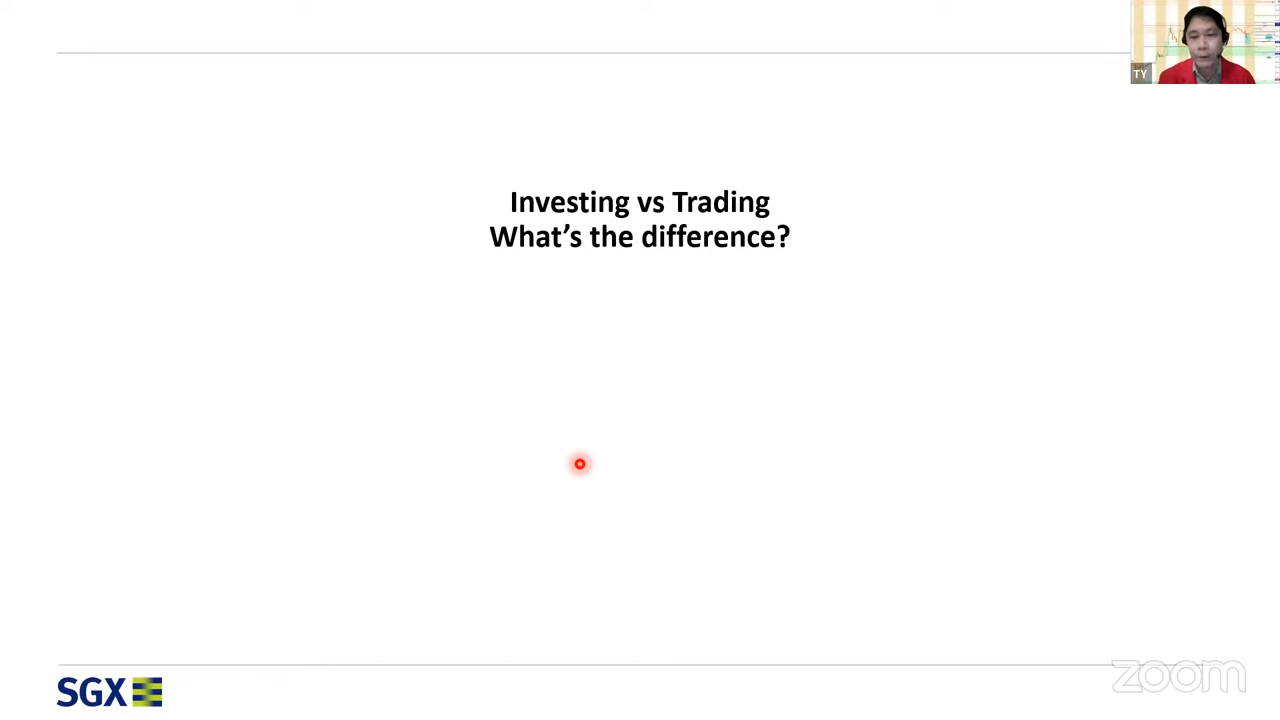 TY
Investing vs Trading
What's the difference?
SGX
zoom